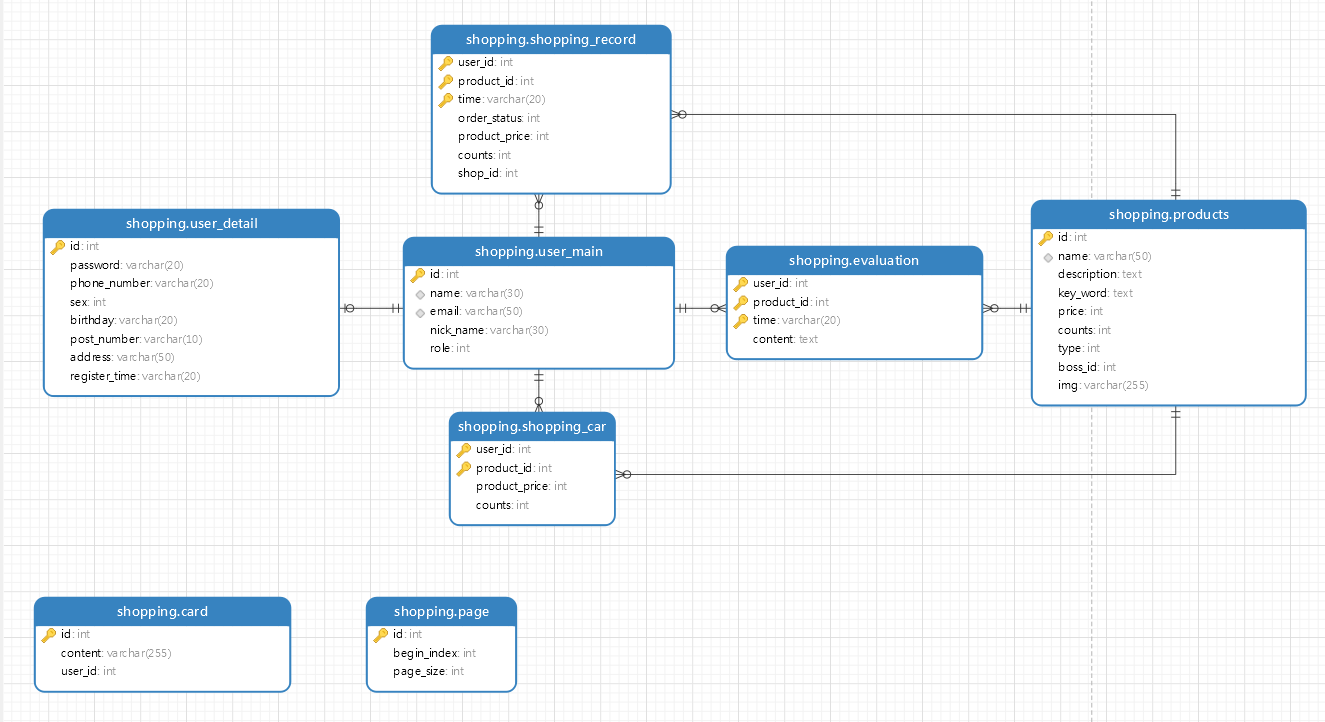 shopping.shopping_record
user_id: int
product_id: int
time: varchar(20)
order_status: int
product_price: int
counts: int
shop_id: int
shopping.user_detail
id: int
password: varchar(20)
phone_number: varchar(20)
sex: int
birthday: varchar(20)
post_number: varchar(10)
address: varchar(50)
register_time: varchar(20)
shopping.user_main
id: int
name: varchar(30)
email: varchar(50)
nick_name: varchar(30)
role: int
shopping.evaluation
user_id: int
product_id: int
time: varchar(20)
content: text
shopping.products
id: int
name: varchar(50)
description: text
key_word: text
price: int
counts: int
type: int
boss_id: int
img: varchar(255)
shopping.shopping_car
user_id: int
product_id: int
product_price: int
counts: int
shopping.card
id: int
content: varchar(255)
user_id: int
shopping.page
id: int
begin_index: int
page_size: int